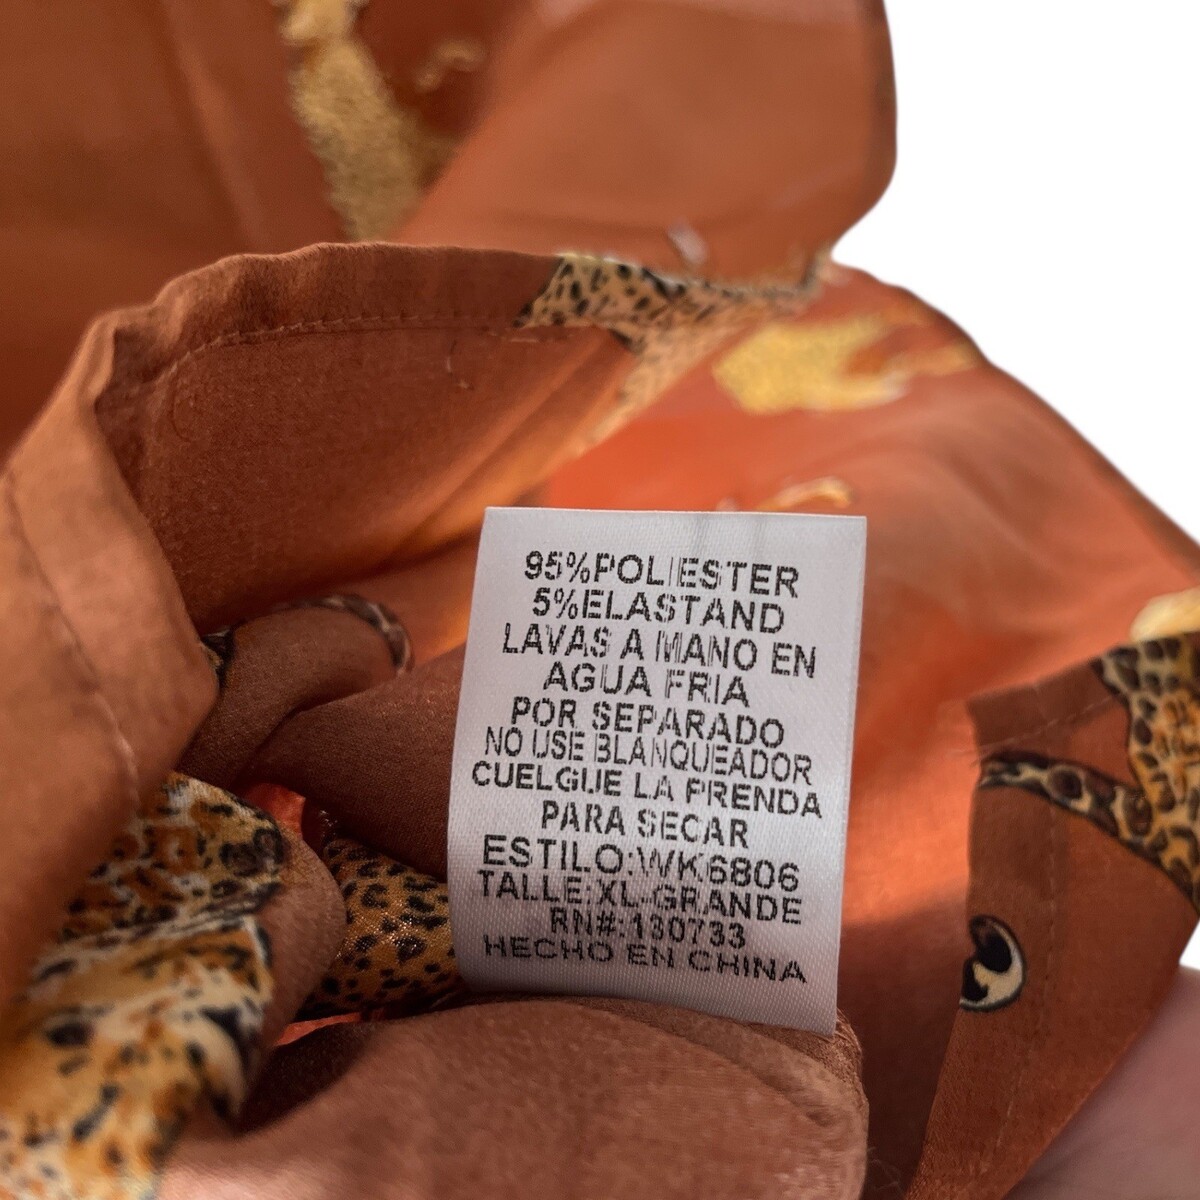 95%POLIESTER
5%ELASTAND
LAVAS A MANO EN
AGUA FRIA
POR SEPARADO
NO USE BLANQUEADOR
CUELGUE LA PRENDA
PARA SECAR
ESTILO:WK6806
TALLE:XL-GRANDE
RN#:130733
HECHO EN CHINA